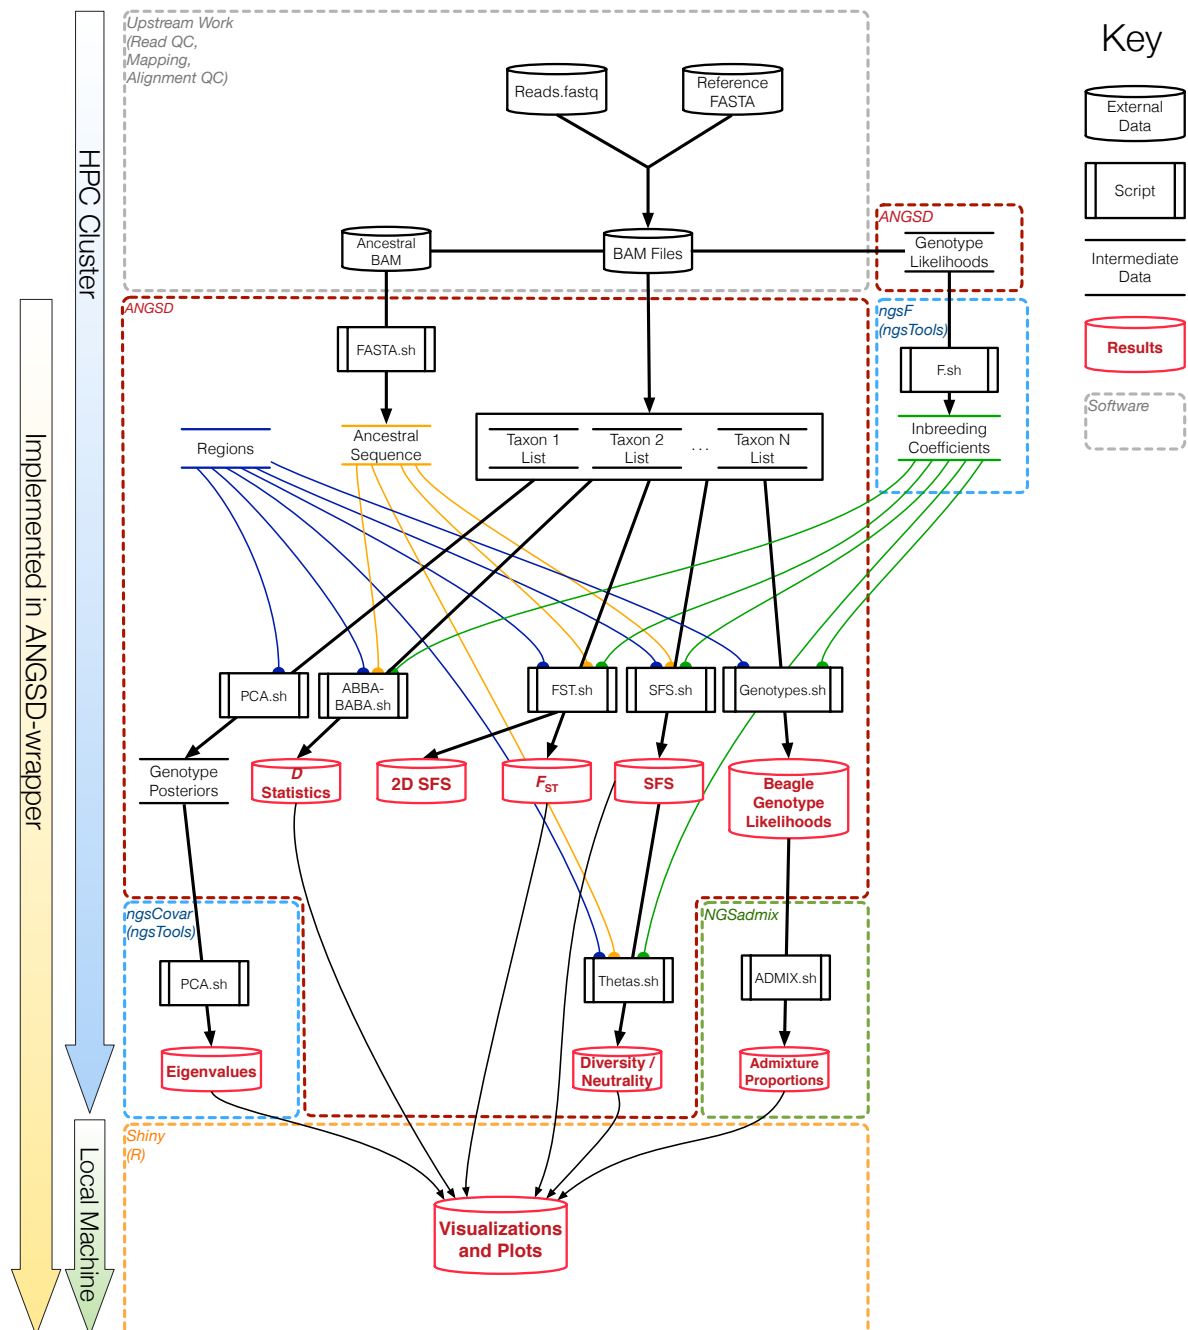 Upstream Work
(Read QC,
Mapping,
Alignment QC)
Reads.fastq
Reference
FASTA
Ancestral
BAM
BAM Files
ANGSD
Genotype
Likelihoods
Key
External
Data
Script
Intermediate
Data
Results
Software
HPC Cluster
Implemented in ANGSD-wrapper
Local Machine
ANGSD
FASTA.sh
ngsF
(ngsTools)
F.sh
Inbreeding
Coefficients
Regions
Ancestral
Sequence
Taxon 1
List
Taxon 2
List
...
Taxon N
List
PCA.sh
ABBA-
BABA.sh
FST.sh
SFS.sh
Genotypes.sh
Genotype
Posteriors
D
Statistics
2D SFS
FST
SFS
Beagle
Genotype
Likelihoods
ngsCovar
(ngsTools)
PCA.sh
Eigenvalues
Thetas.sh
Diversity /
Neutrality
NGSadmix
ADMIX.sh
Admixture
Proportions
Shiny
(R)
Visualizations
and Plots